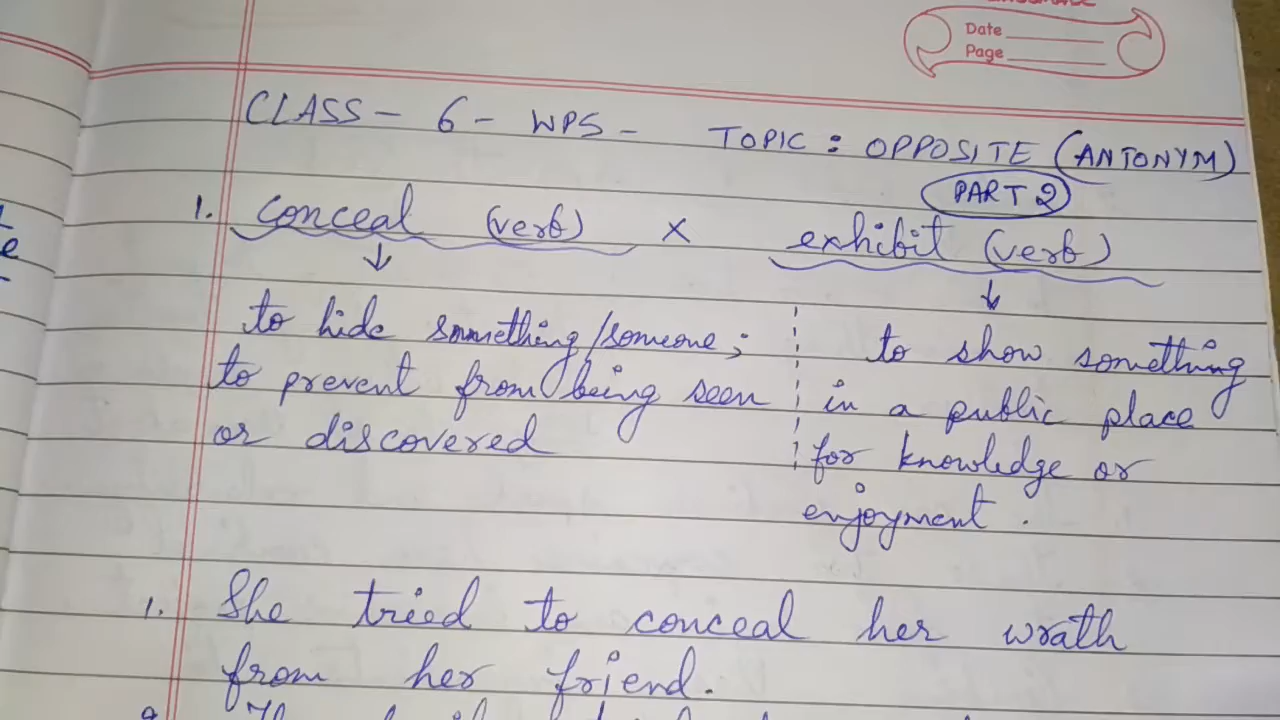 Date
Page
CLASS - 6 - WPS - TOPIC : OPPOSITE (ANTONYM)
PART 2
1. conceal (verb) × exhibit (verb)
↓ ↓
to hide something/someone;
to prevent from being seen
or discovered
to show something
in a public place
for knowledge or
enjoyment.
1. She tried to conceal her wrath
from her friend.